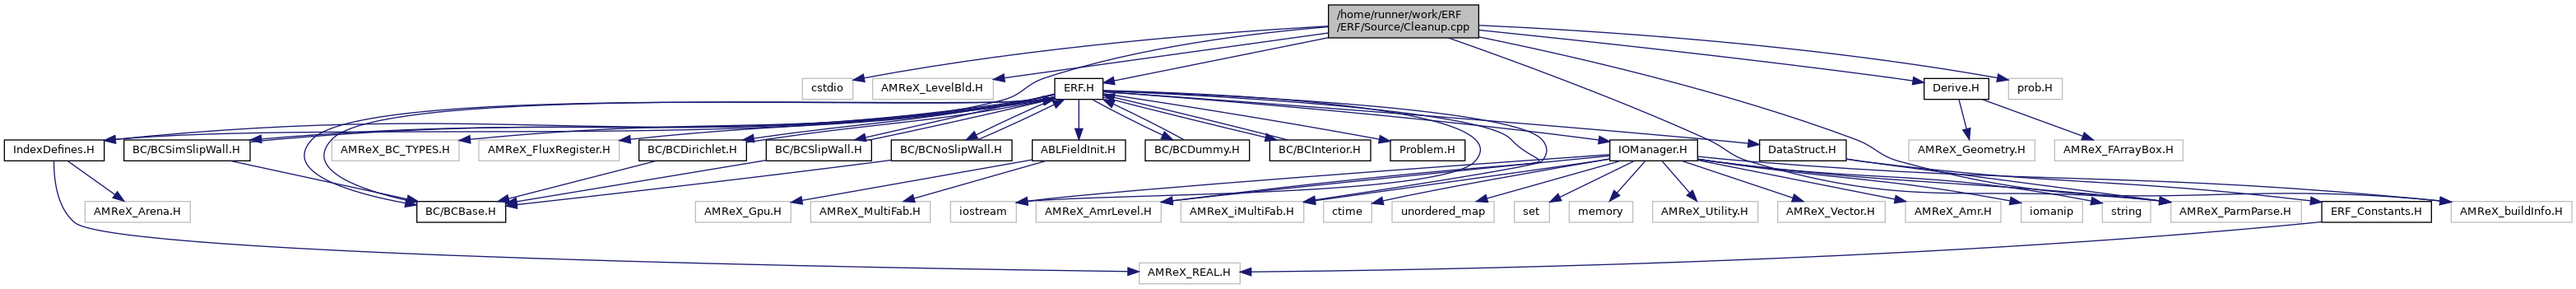 /home/runner/work/ERF
/ERF/Source/Cleanup.cpp
cstdio
AMReX_LevelBld.H
ERF.H
Derive.H
prob.H
IndexDefines.H
BC/BCSimSlipWall.H
AMReX_BC_TYPES.H
AMReX_FluxRegister.H
BC/BCDirichlet.H
BC/BCSlipWall.H
BC/BCNoSlipWall.H
ABLFieldInit.H
BC/BCDummy.H
BC/BCInterior.H
Problem.H
IOManager.H
DataStruct.H
AMReX_Geometry.H
AMReX_FArrayBox.H
AMReX_Arena.H
BC/BCBase.H
AMReX_Gpu.H
AMReX_MultiFab.H
iostream
AMReX_AmrLevel.H
AMReX_iMultiFab.H
ctime
unordered_map
set
memory
AMReX_Utility.H
AMReX_Vector.H
AMReX_Amr.H
iomanip
string
AMReX_ParmParse.H
ERF_Constants.H
AMReX_buildInfo.H
AMReX_REAL.H